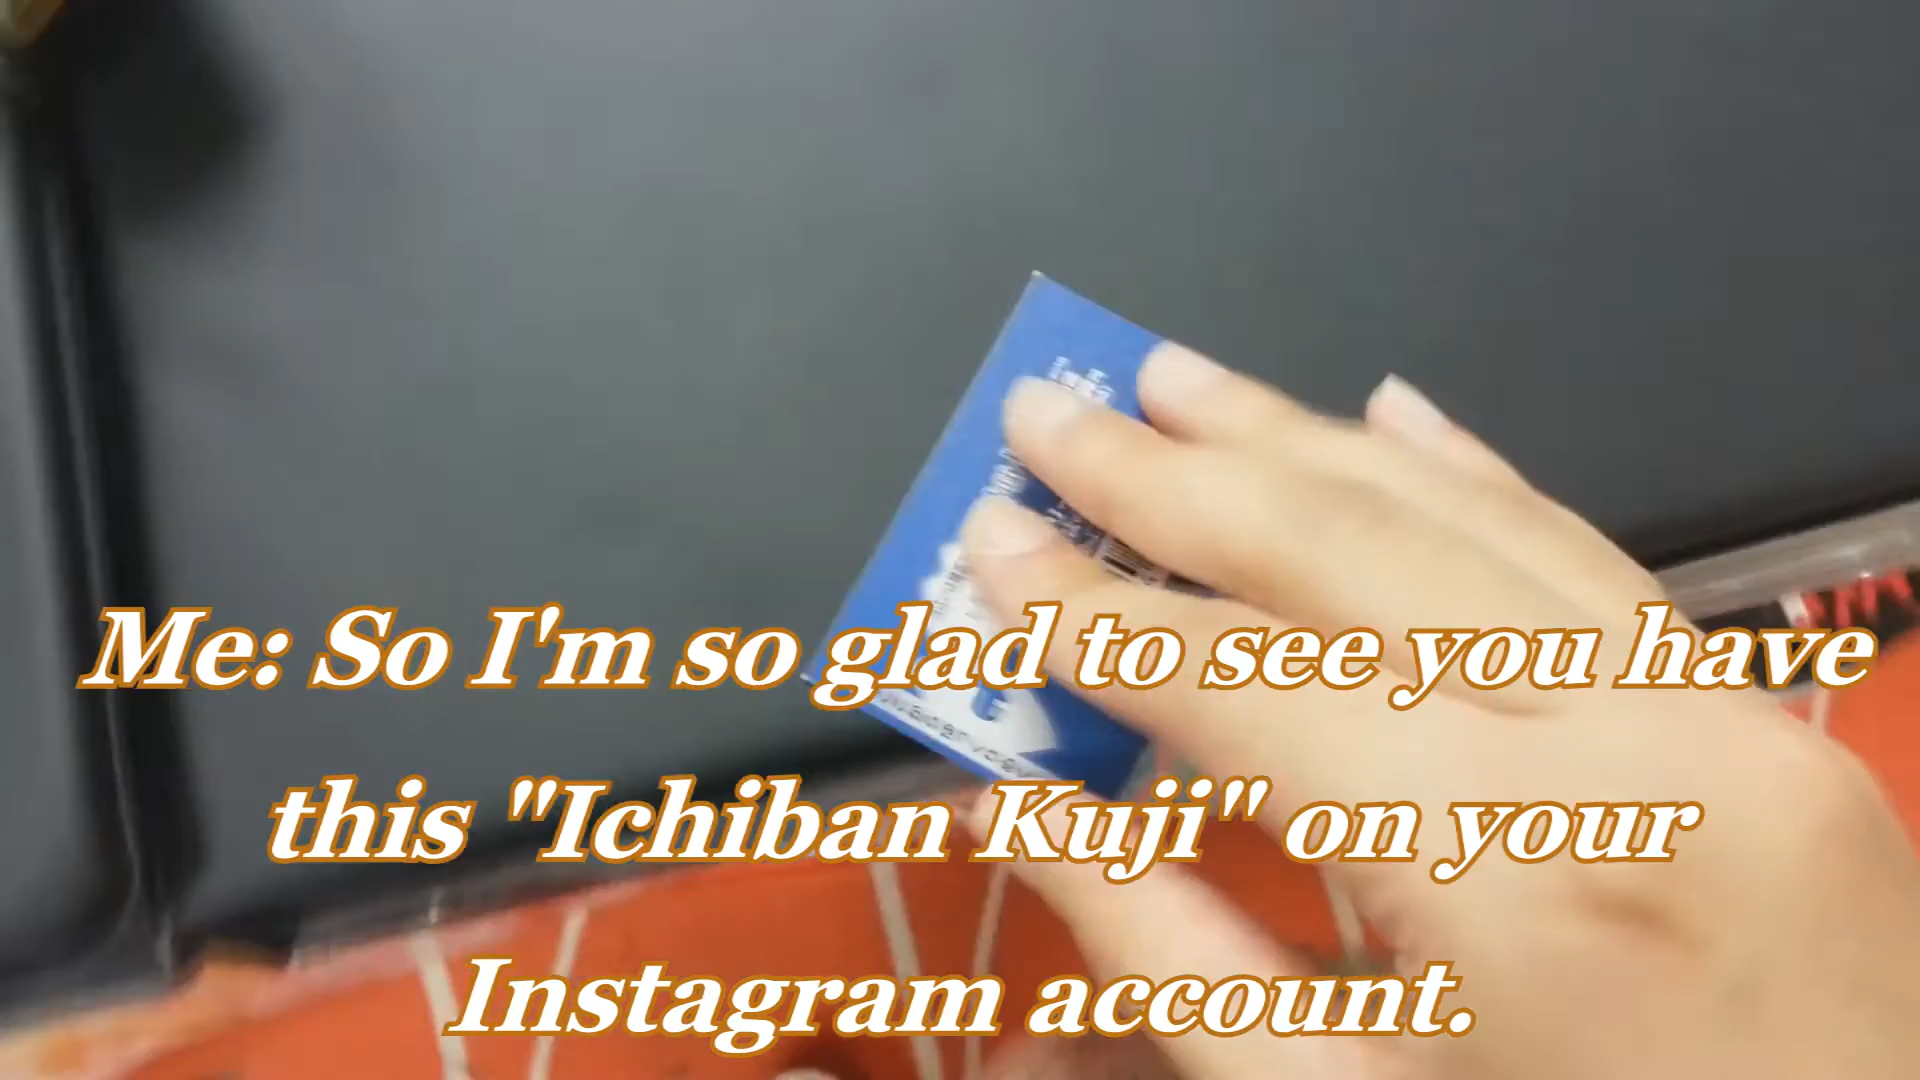 Me: So I'm so glad to see you have
this "Ichiban Kuji" on your
Instagram account.